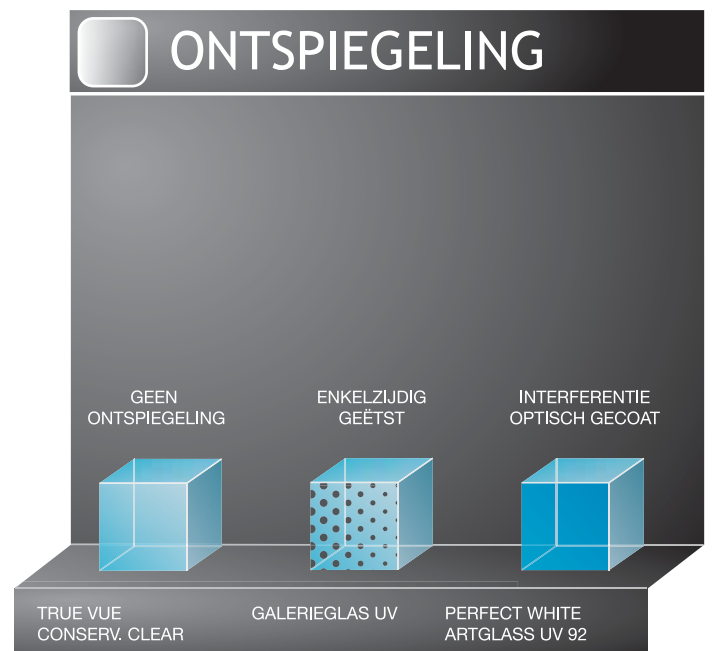 ONTSPIEGELING
GEEN
ONTSPIEGELING
ENKELZIJDIG
GEËTST
INTERFERENTIE
OPTISCH GECOAT
TRUE VUE
CONSERV. CLEAR
GALERIEGLAS UV
PERFECT WHITE
ARTGLASS UV 92